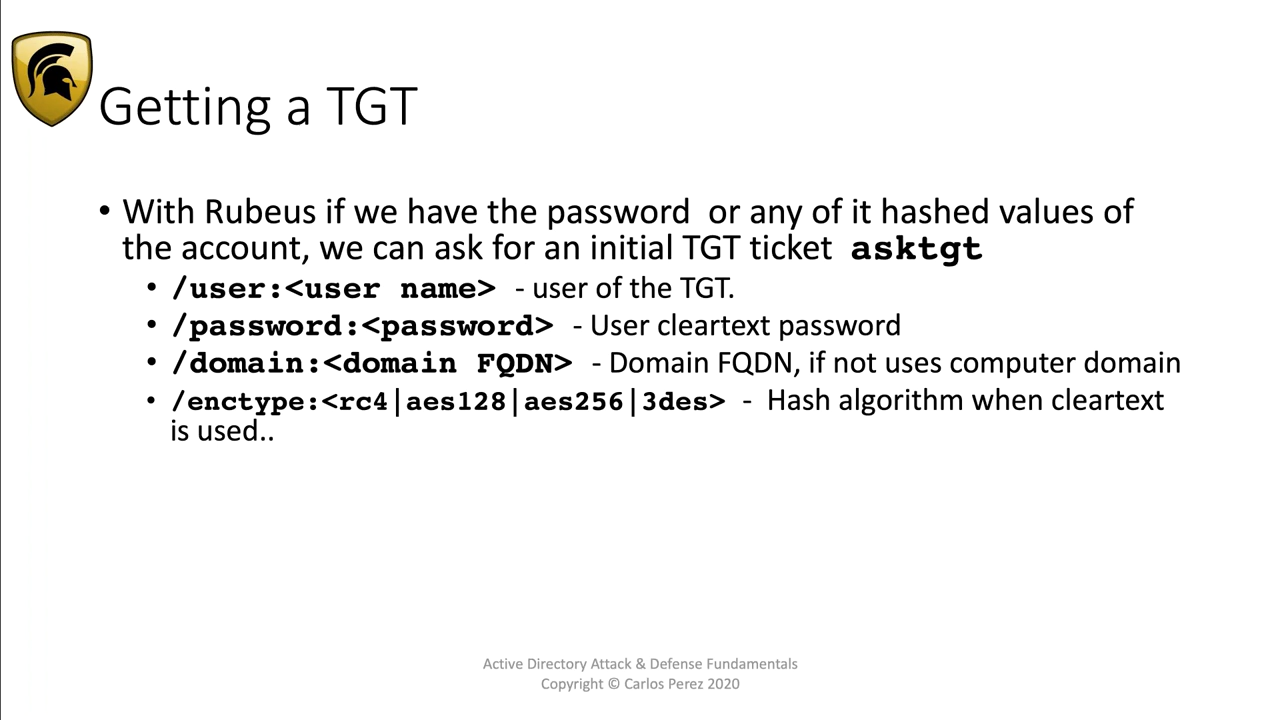 Getting a TGT
• With Rubeus if we have the password  or any of it hashed values of
the account, we can ask for an initial TGT ticket  asktgt
• /user:<user name>  - user of the TGT.
• /password:<password>  - User cleartext password
• /domain:<domain FQDN>  - Domain FQDN, if not uses computer domain
• /enctype:<rc4|aes128|aes256|3des>  -  Hash algorithm when cleartext
is used..
Active Directory Attack & Defense Fundamentals
Copyright © Carlos Perez 2020